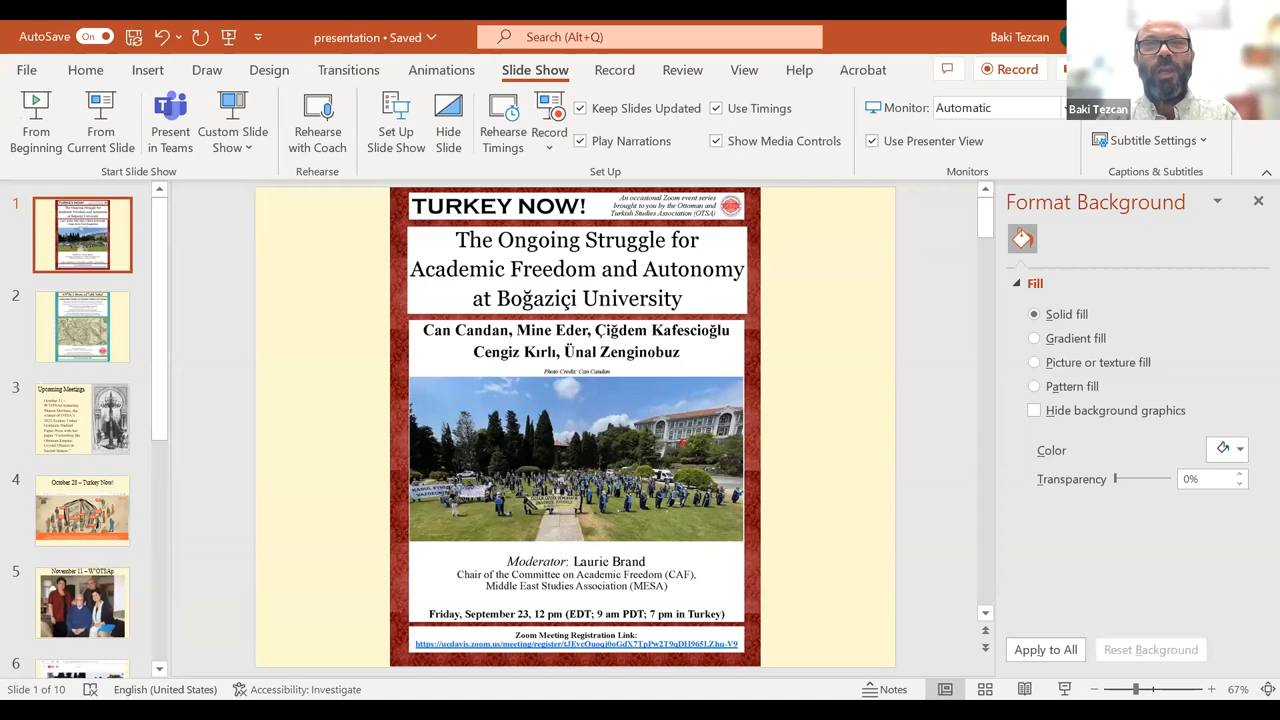 AutoSave
On
presentation • Saved
Search (Alt+Q)
Baki Tezcan
File
Home
Insert
Draw
Design
Transitions
Animations
Slide Show
Record
Review
View
Help
Acrobat
Record
Baki Tezcan
From
Beginning
From
Current Slide
Present
in Teams
Custom Slide
Show
Start Slide Show
Rehearse
with Coach
Rehearse
Set Up
Slide Show
Hide
Slide
Rehearse
Timings
Record
Keep Slides Updated
Play Narrations
Use Timings
Show Media Controls
Set Up
Monitor:
Automatic
Use Presenter View
Monitors
Subtitle Settings
Captions & Subtitles
1
2
3
Upcoming Meetings
4
October 28 – Turkey Now!
5
November 11 – W'OTSAp
6
TURKEY NOW!
An occasional Zoom event series
brought to you by the Ottoman and
Turkish Studies Association (OTSA)
The Ongoing Struggle for
Academic Freedom and Autonomy
at Boğaziçi University
Can Candan, Mine Eder, Çiğdem Kafescioğlu
Cengiz Kırlı, Ünal Zenginobuz
Photo Credit: Can Candan
Moderator: Laurie Brand
Chair of the Committee on Academic Freedom (CAF),
Middle East Studies Association (MESA)
Friday, September 23, 12 pm (EDT; 9 am PDT; 7 pm in Turkey)
Zoom Meeting Registration Link:
Format Background
Fill
Solid fill
Gradient fill
Picture or texture fill
Pattern fill
Hide background graphics
Color
Transparency
0%
Apply to All
Reset Background
Slide 1 of 10
English (United States)
Accessibility: Investigate
Notes
67%